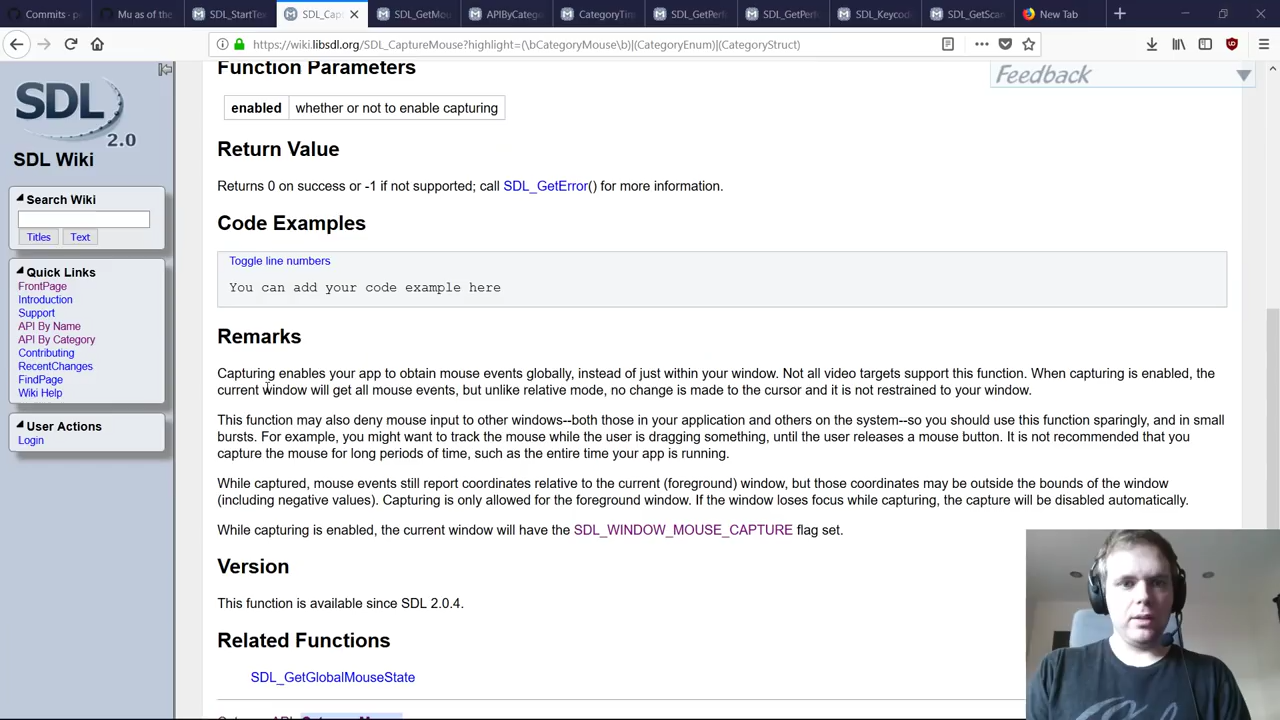 Commits · p
Mu as of the
SDL_StartTex
SDL_Capt
SDL_GetMou
APIByCatego
CategoryTim
SDL_GetPerf
SDL_GetPerf
SDL_Keycod
SDL_GetScan
New Tab
https://wiki.libsdl.org/SDL_CaptureMouse?highlight=(\bCategoryMouse\b)|(CategoryEnum)|(CategoryStruct)
SDL
2.0
SDL Wiki
Search Wiki
Titles Text
Quick Links
FrontPage
Introduction
Support
API By Name
API By Category
Contributing
RecentChanges
FindPage
Wiki Help
User Actions
Login
Feedback
Function Parameters
enabled whether or not to enable capturing
Return Value
Returns 0 on success or -1 if not supported; call SDL_GetError() for more information.
Code Examples
Toggle line numbers
You can add your code example here
Remarks
Capturing enables your app to obtain mouse events globally, instead of just within your window. Not all video targets support this function. When capturing is enabled, the
current window will get all mouse events, but unlike relative mode, no change is made to the cursor and it is not restrained to your window.
This function may also deny mouse input to other windows--both those in your application and others on the system--so you should use this function sparingly, and in small
bursts. For example, you might want to track the mouse while the user is dragging something, until the user releases a mouse button. It is not recommended that you
capture the mouse for long periods of time, such as the entire time your app is running.
While captured, mouse events still report coordinates relative to the current (foreground) window, but those coordinates may be outside the bounds of the window
(including negative values). Capturing is only allowed for the foreground window. If the window loses focus while capturing, the capture will be disabled automatically.
While capturing is enabled, the current window will have the SDL_WINDOW_MOUSE_CAPTURE flag set.
Version
This function is available since SDL 2.0.4.
Related Functions
SDL_GetGlobalMouseState